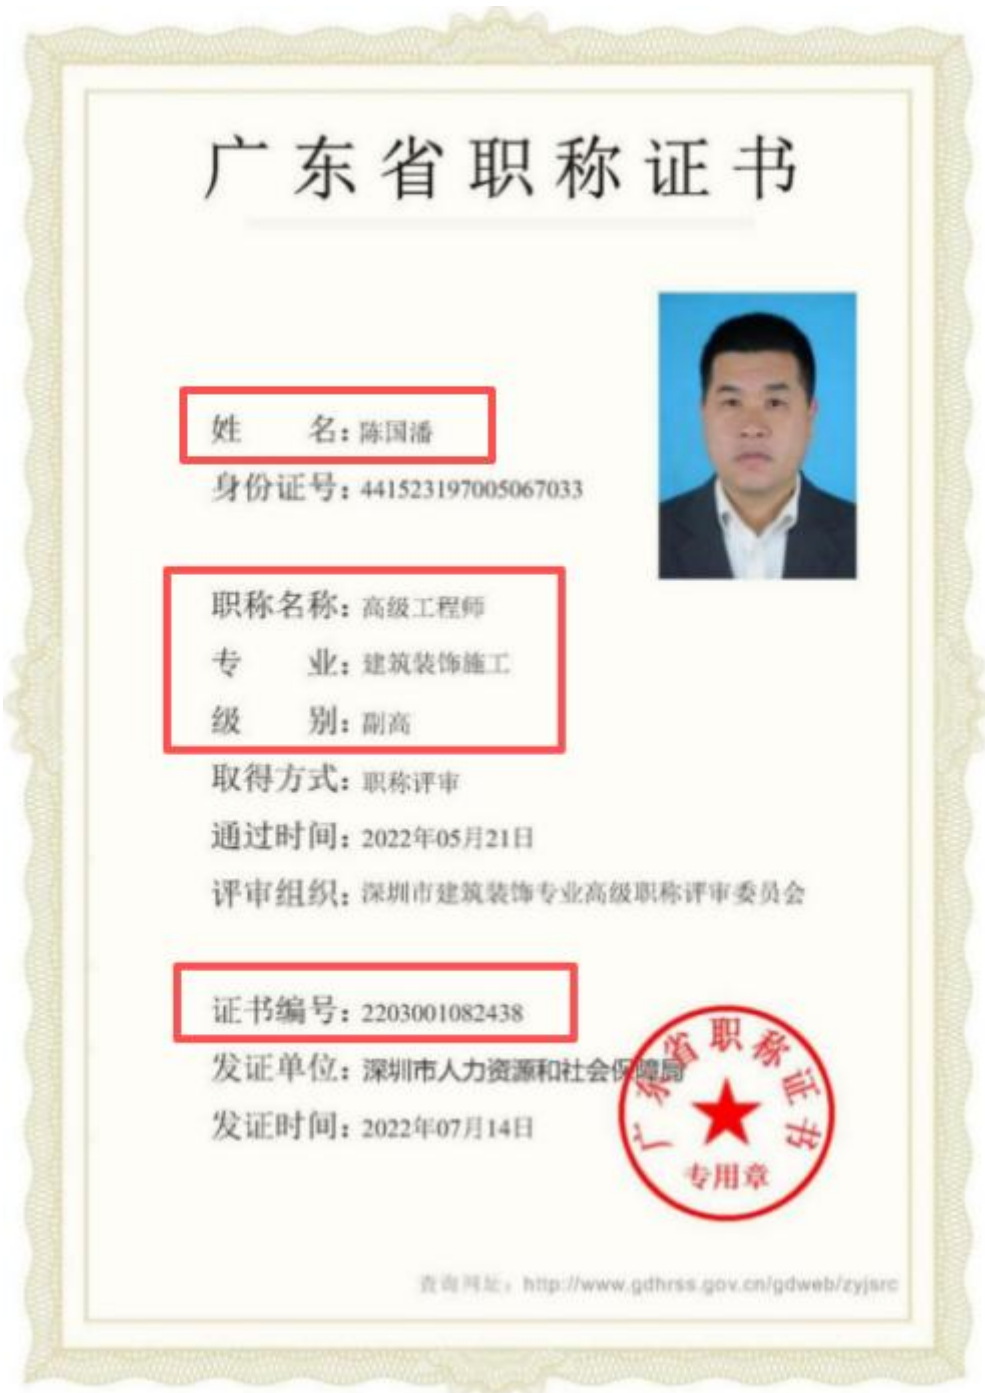 广东省职称证书
姓 名：陈国潘
身份证号：441523197005067033
职称名称：高级工程师
专 业：建筑装饰施工
级 别：副高
取得方式：职称评审
通过时间：2022年05月21日
评审组织：深圳市建筑装饰专业高级职称评审委员会
证书编号：2203001082438
发证单位：深圳市人力资源和社会保障局
发证时间：2022年07月14日
广东省职称证书
专用章
查询网址：http://www.gdhrss.gov.cn/gdweb/zyjsrc